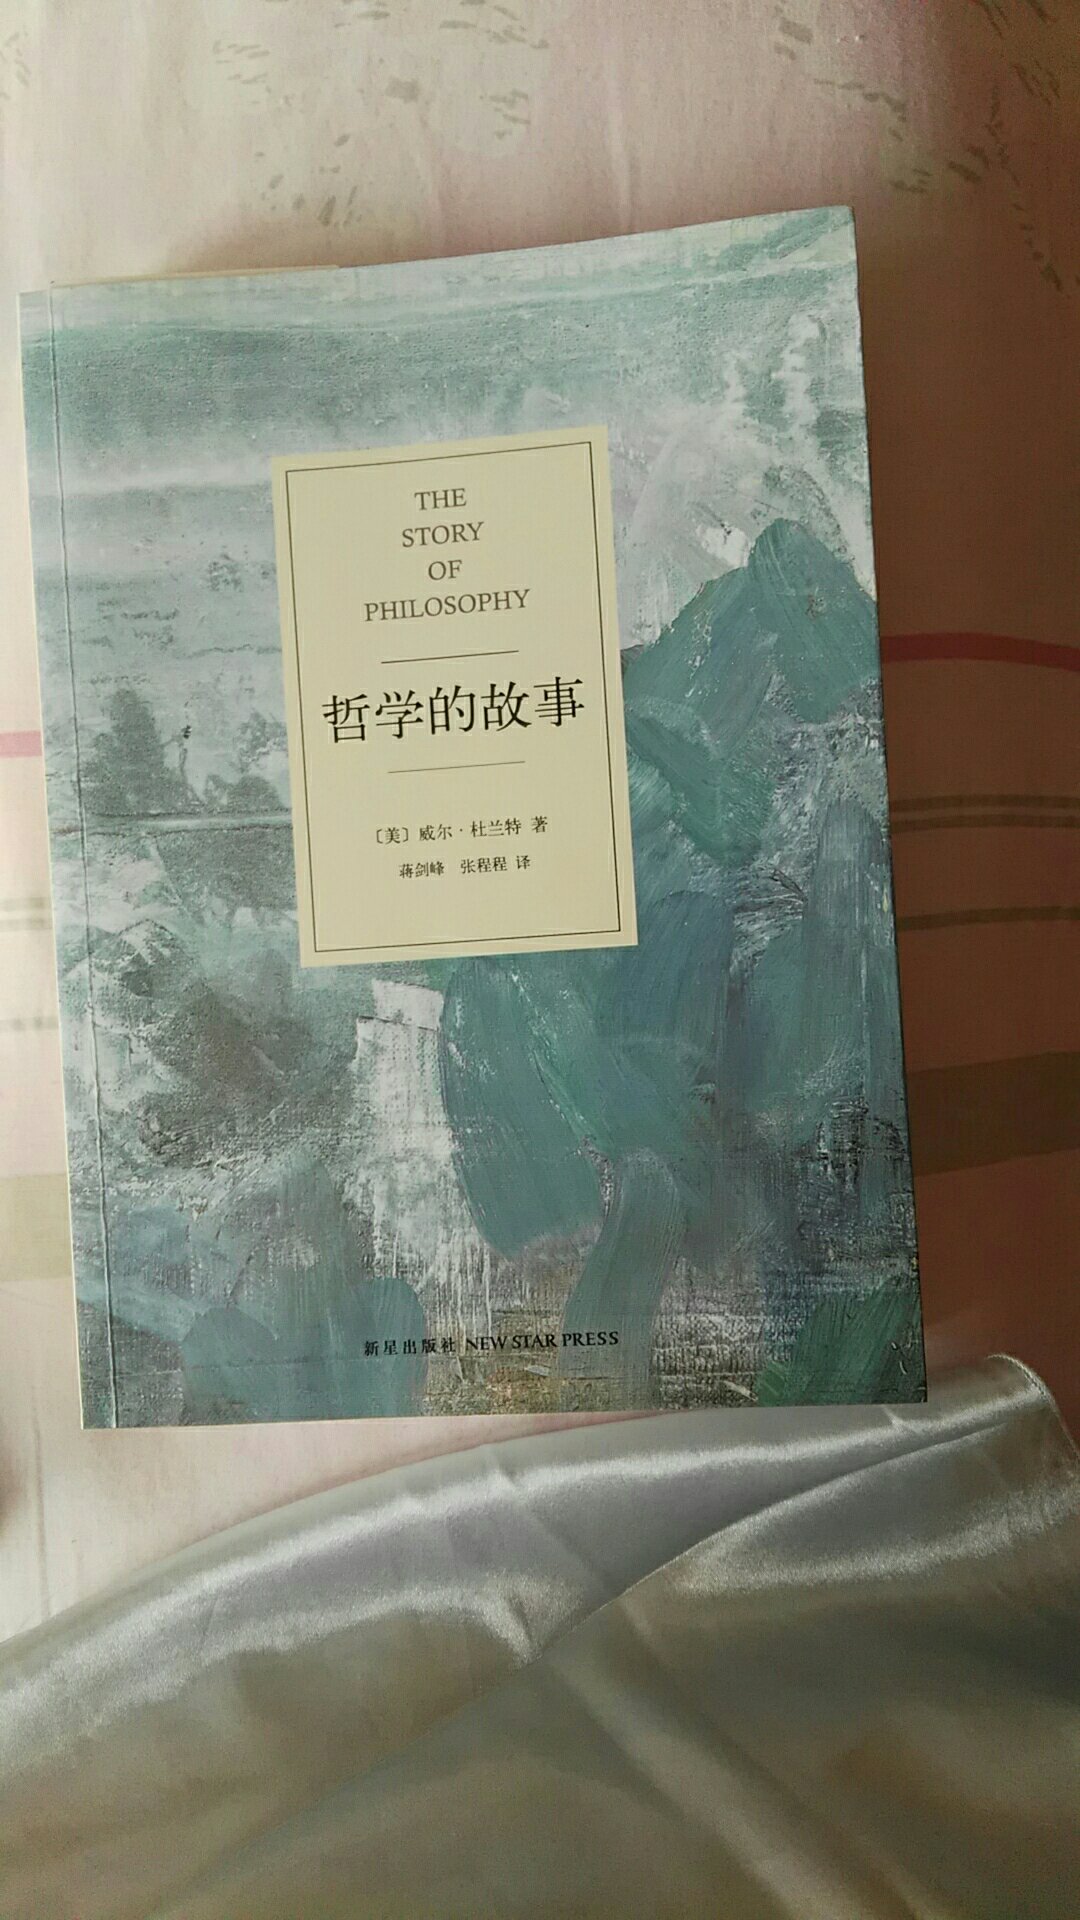 THE
STORY
OF
PHILOSOPHY
哲学的故事
〔美〕威尔·杜兰特 著
蒋剑峰 张程程 译
新星出版社 NEW STAR PRESS